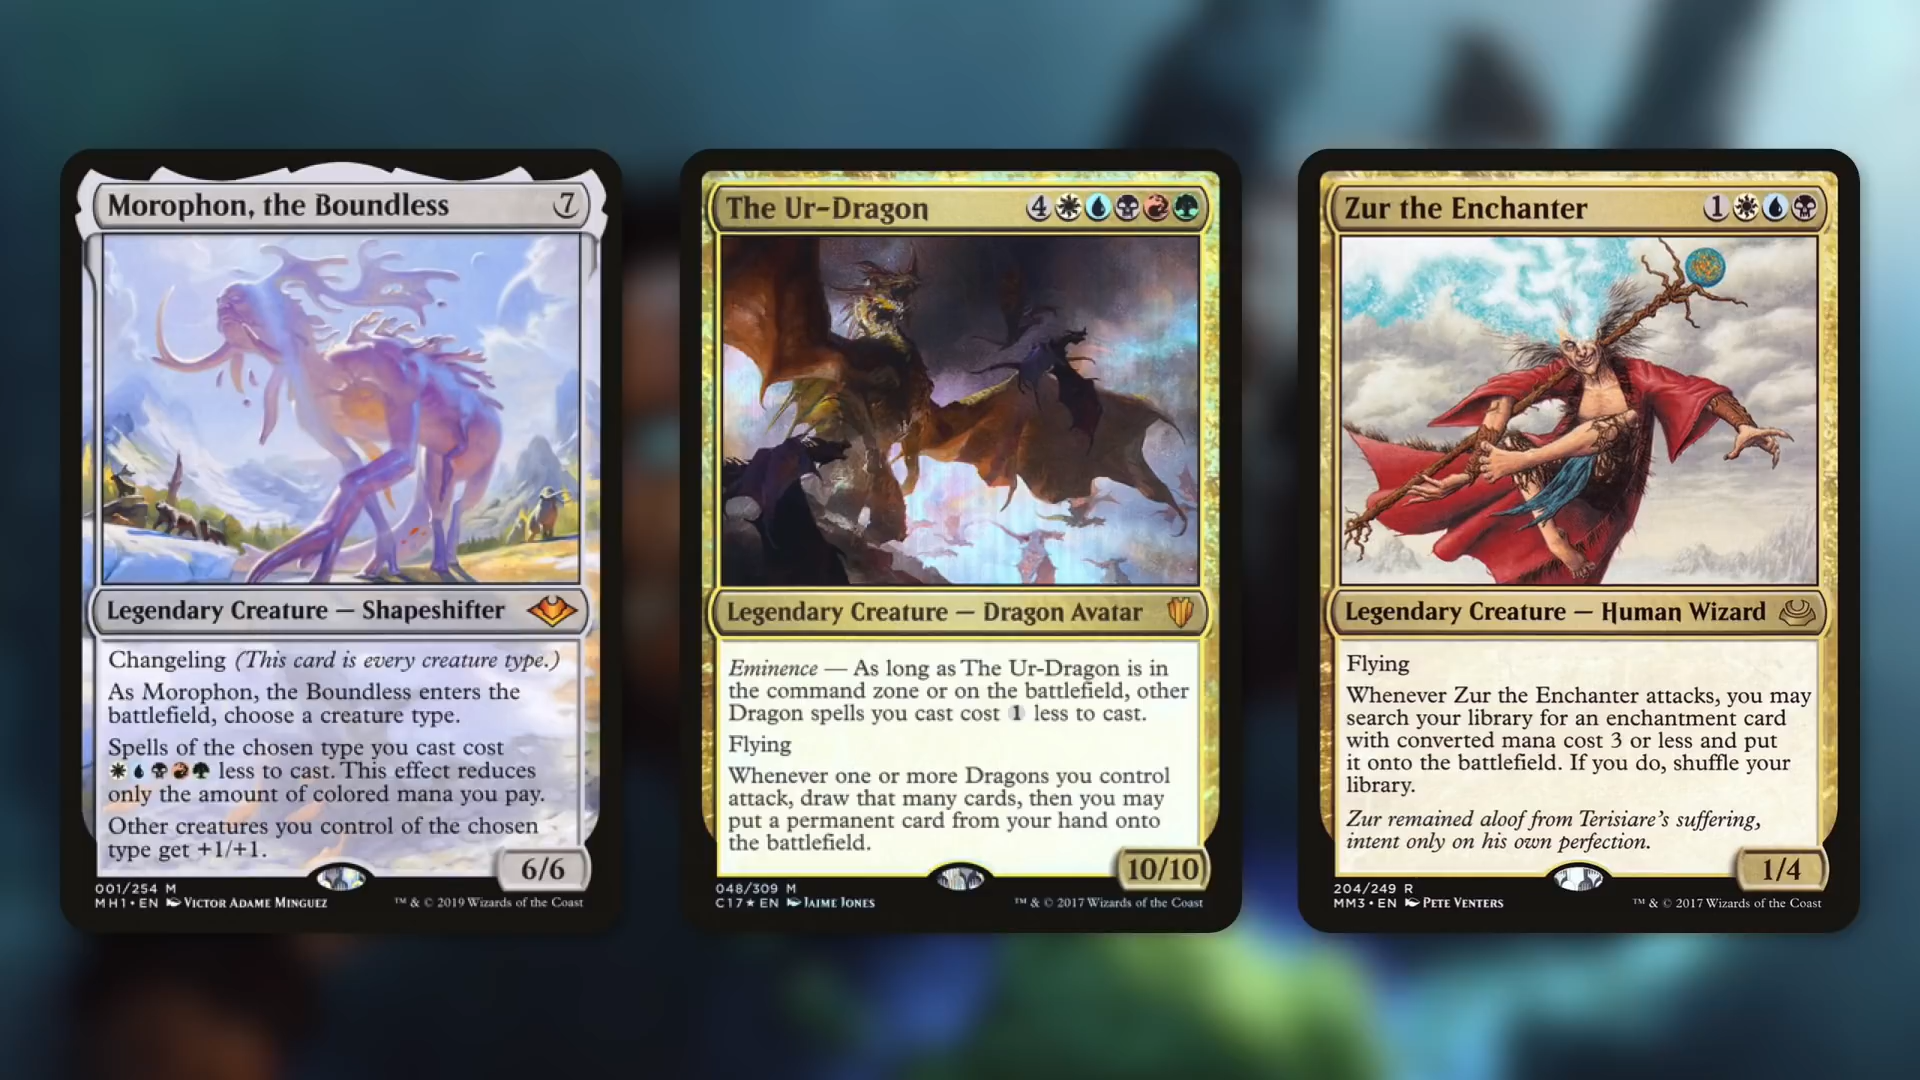 Morophon, the Boundless 7
Legendary Creature — Shapeshifter
Changeling (This card is every creature type.)
As Morophon, the Boundless enters the
battlefield, choose a creature type.
Spells of the chosen type you cast cost
less to cast. This effect reduces
only the amount of colored mana you pay.
Other creatures you control of the chosen
type get +1/+1.
6/6
001/254 M
MH1 • EN Victor Adame Minguez
™ & © 2019 Wizards of the Coast
The Ur-Dragon 4
Legendary Creature — Dragon Avatar
Eminence — As long as The Ur-Dragon is in
the command zone or on the battlefield, other
Dragon spells you cast cost 1 less to cast.
Flying
Whenever one or more Dragons you control
attack, draw that many cards, then you may
put a permanent card from your hand onto
the battlefield.
10/10
048/309 M
C17★EN Jaime Jones
™ & © 2017 Wizards of the Coast
Zur the Enchanter 1
Legendary Creature — Human Wizard
Flying
Whenever Zur the Enchanter attacks, you may
search your library for an enchantment card
with converted mana cost 3 or less and put
it onto the battlefield. If you do, shuffle your
library.
Zur remained aloof from Terisiare's suffering,
intent only on his own perfection.
1/4
204/249 R
MM3 • EN Pete Venters
™ & © 2017 Wizards of the Coast